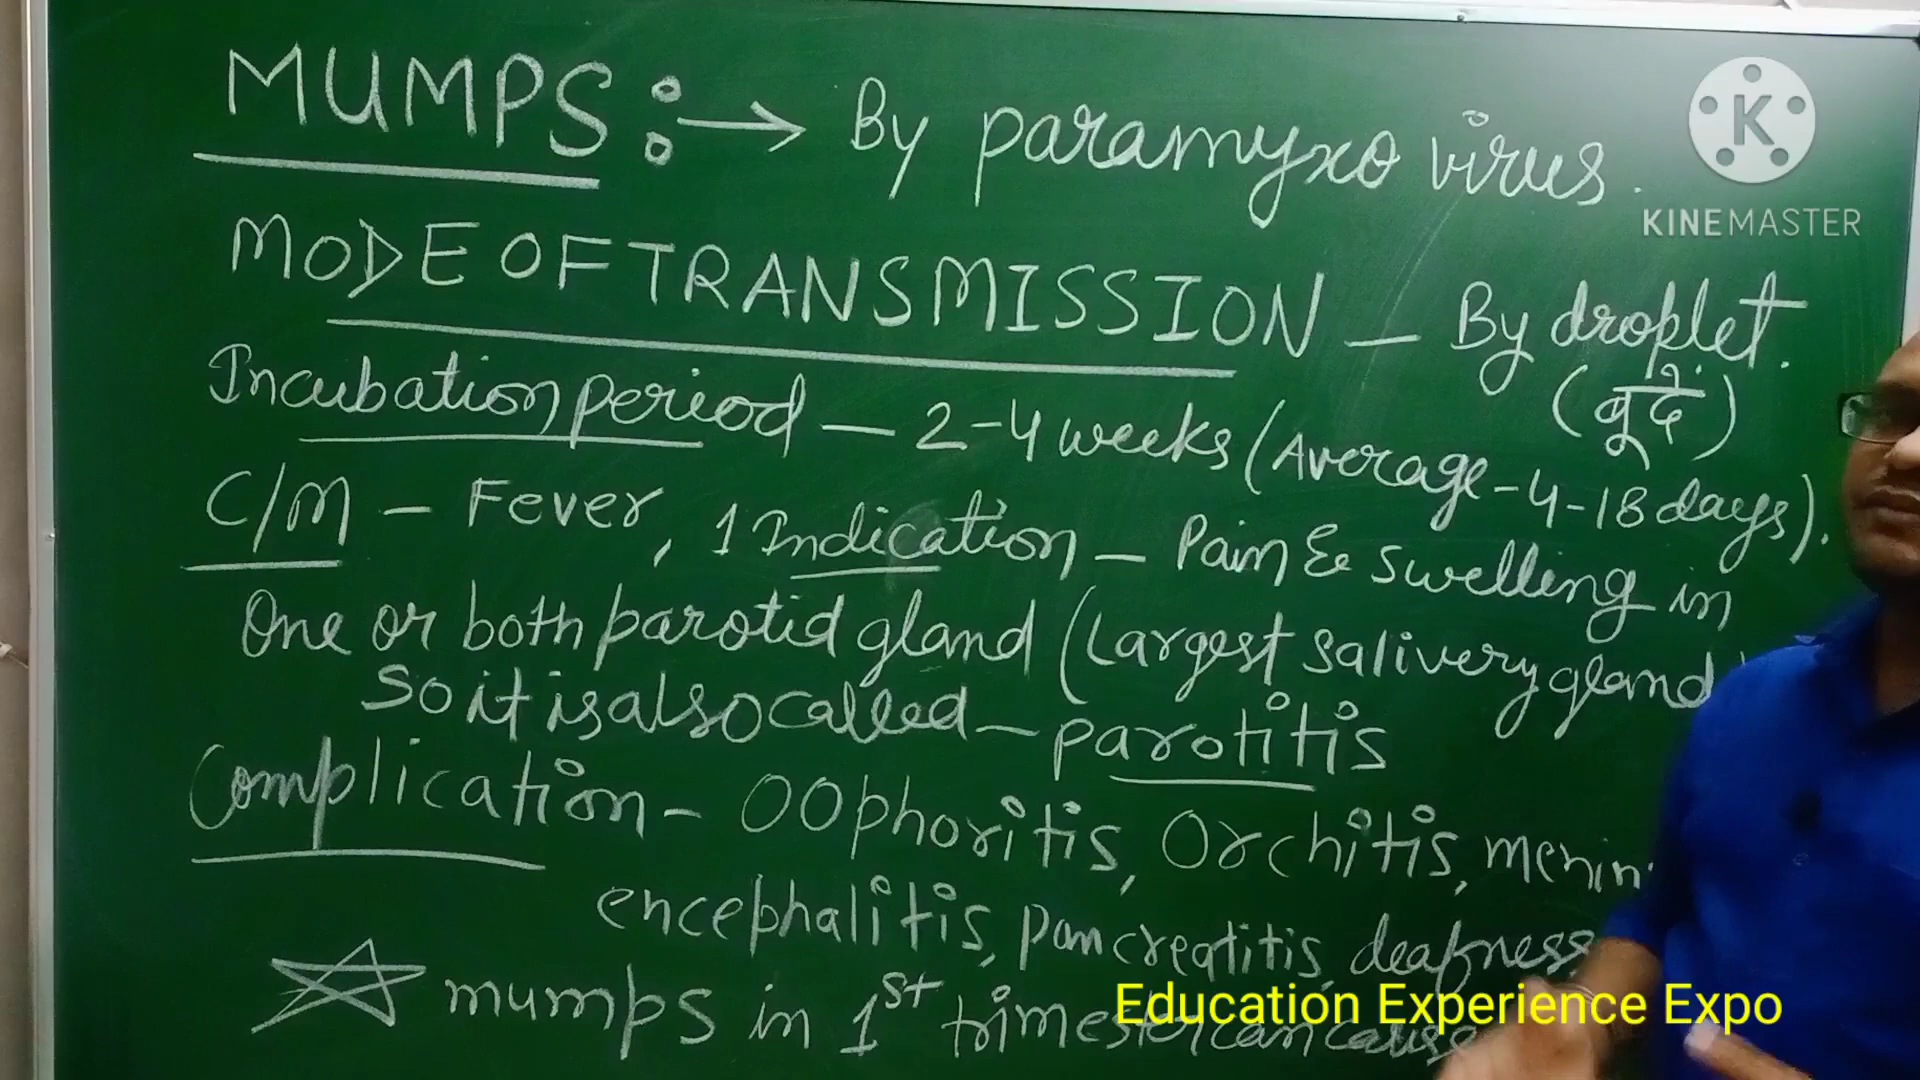 MUMPS :→ By paramyxo virus.
K
KINEMASTER
MODE OF TRANSMISSION — By droplet.
(बूंदे)
Incubation period — 2-4 weeks (Average - 4-18 days).
C/M — Fever, 1 Indication — Pain & swelling in
One or both parotid gland (Largest salivery gland
So it is also called — parotitis
Complication - Oophoritis, Orchitis, menin
encephalitis, pancreatitis, deafness
☆ mumps in 1st trimester can cause
Education Experience Expo